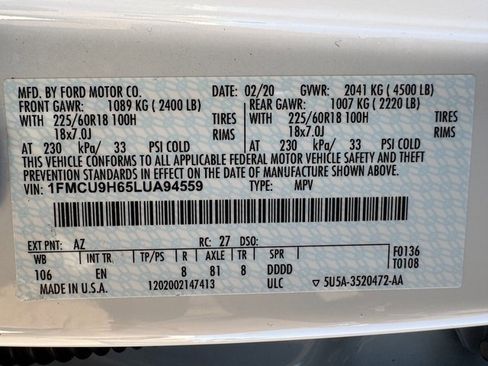 MFD. BY FORD MOTOR CO. 02/20 GVWR: 2041 KG ( 4500 LB)
FRONT GAWR: 1089 KG ( 2400 LB) REAR GAWR: 1007 KG ( 2220 LB)
WITH 225/60R18 100H TIRES WITH 225/60R18 100H TIRES
18x7.0J RIMS 18x7.0J RIMS
AT 230 kPa/ 33 PSI COLD AT 230 kPa/ 33 PSI COLD
THIS VEHICLE CONFORMS TO ALL APPLICABLE FEDERAL MOTOR VEHICLE SAFETY AND THEFT
PREVENTION STANDARDS IN EFFECT ON THE DATE OF MANUFACTURE SHOWN ABOVE.
VIN: 1FMCU9H65LUA94559 TYPE: MPV
EXT PNT: AZ RC: 27 DSO: F0136
WB INT TR TP/PS R AXLE TR SPR T0108
106 EN 8 81 8 DDDD
MADE IN U.S.A. 1202002147413 ULC ▽ 5U5A-3520472-AA